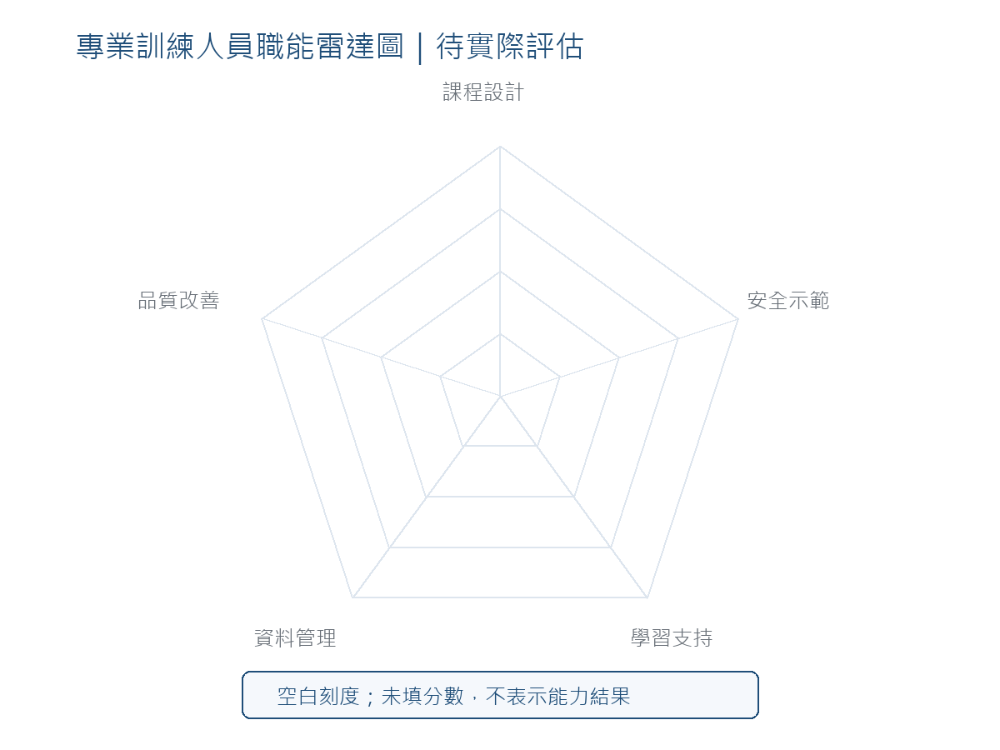 專業訓練人員職能雷達圖｜待實際評估
課程設計
品質改善
安全示範
資料管理
學習支持
空白刻度；未填分數，不表示能力結果